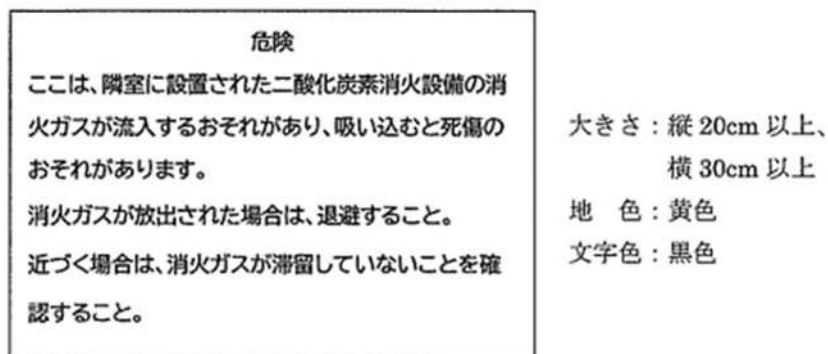 危険
ここは、隣室に設置された二酸化炭素消火設備の消
火ガスが流入するおそれがあり、吸い込むと死傷の
おそれがあります。
消火ガスが放出された場合は、退避すること。
近づく場合は、消火ガスが滞留していないことを確
認すること。
大きさ：縦 20cm 以上、
横 30cm 以上
地　色：黄色
文字色：黒色